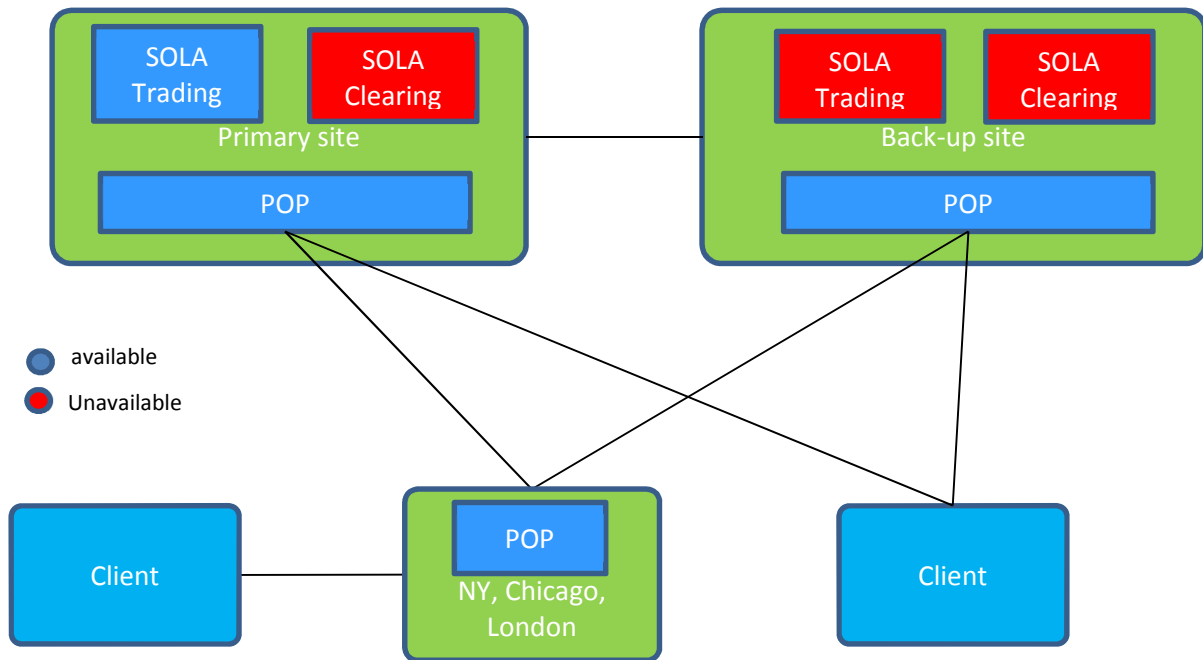 SOLA
Trading
SOLA
Clearing
Primary site
POP
SOLA
Trading
SOLA
Clearing
Back-up site
POP
available
Unavailable
Client
POP
NY, Chicago,
London
Client